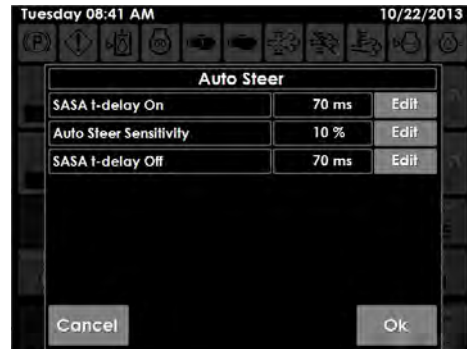 Tuesday 08:41 AM 10/22/2013
(P)
Auto Steer
SASA t-delay On 70 ms Edit
Auto Steer Sensitivity 10 % Edit
SASA t-delay Off 70 ms Edit
Cancel Ok